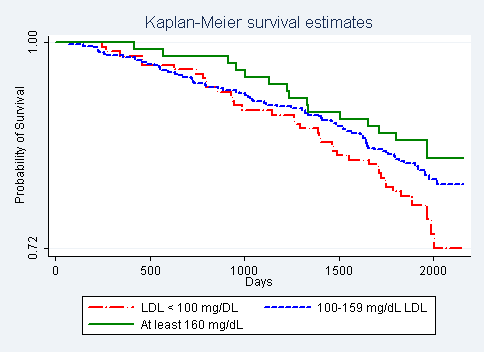 Kaplan-Meier survival estimates
1.00
Probability of Survival
0.72
0
500
1000
1500
2000
Days
LDL < 100 mg/DL
100-159 mg/dL LDL
At least 160 mg/dL